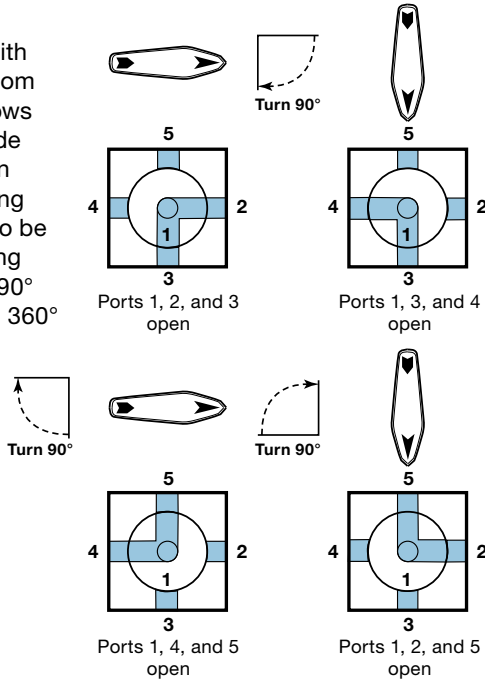 ith
om
ows
de
n
ng
o be
ng
90°
360°
Turn 90°
5
4 1 2
3
Ports 1, 2, and 3
open
5
4 1 2
3
Ports 1, 3, and 4
open
Turn 90°
Turn 90°
5
4 1 2
3
Ports 1, 4, and 5
open
5
4 1 2
3
Ports 1, 2, and 5
open